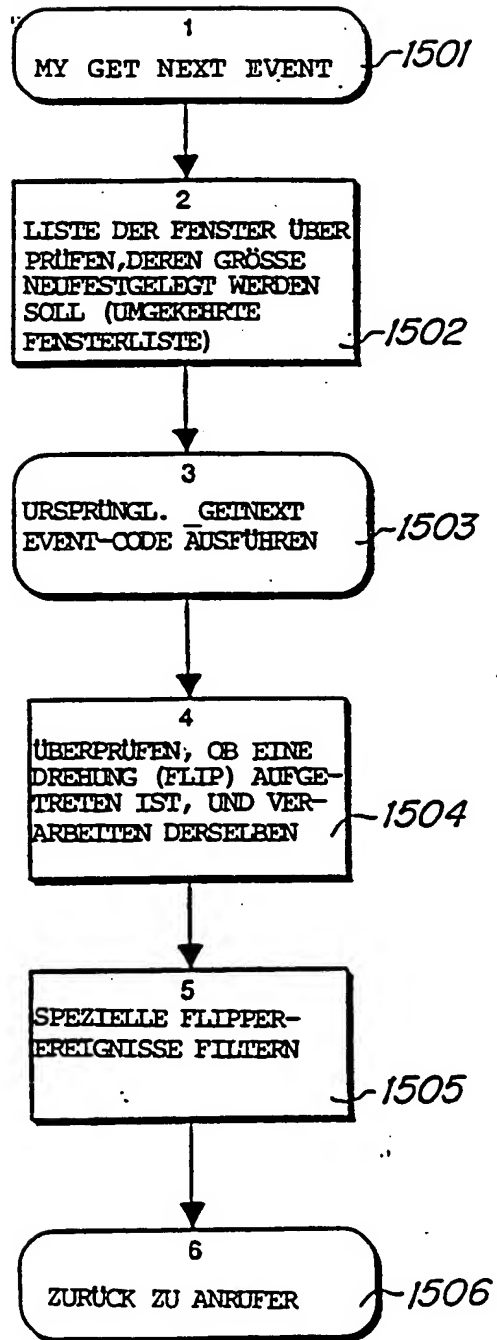 1
MY GET NEXT EVENT
1501
2
LISTE DER FENSTER ÜBER
PRÜFEN,DEREN GRÖSSE
NEUFESTGELEGT WERDEN
SOLL (UMGEKEHRTE
FENSTERLISTE)
1502
3
URSPRÜNGL. _GETNEXT
EVENT-CODE AUSFÜHREN
1503
4
ÜBERPRÜFEN, OB EINE
DREHUNG (FLIP) AUFGE-
TRETEN IST, UND VER-
ARBEITEN DERSELBEN
1504
5
SPEZIELLE FLIPPER-
EREIGNISSE FILTERN
1505
6
ZURÜCK ZU ANRUFER
1506